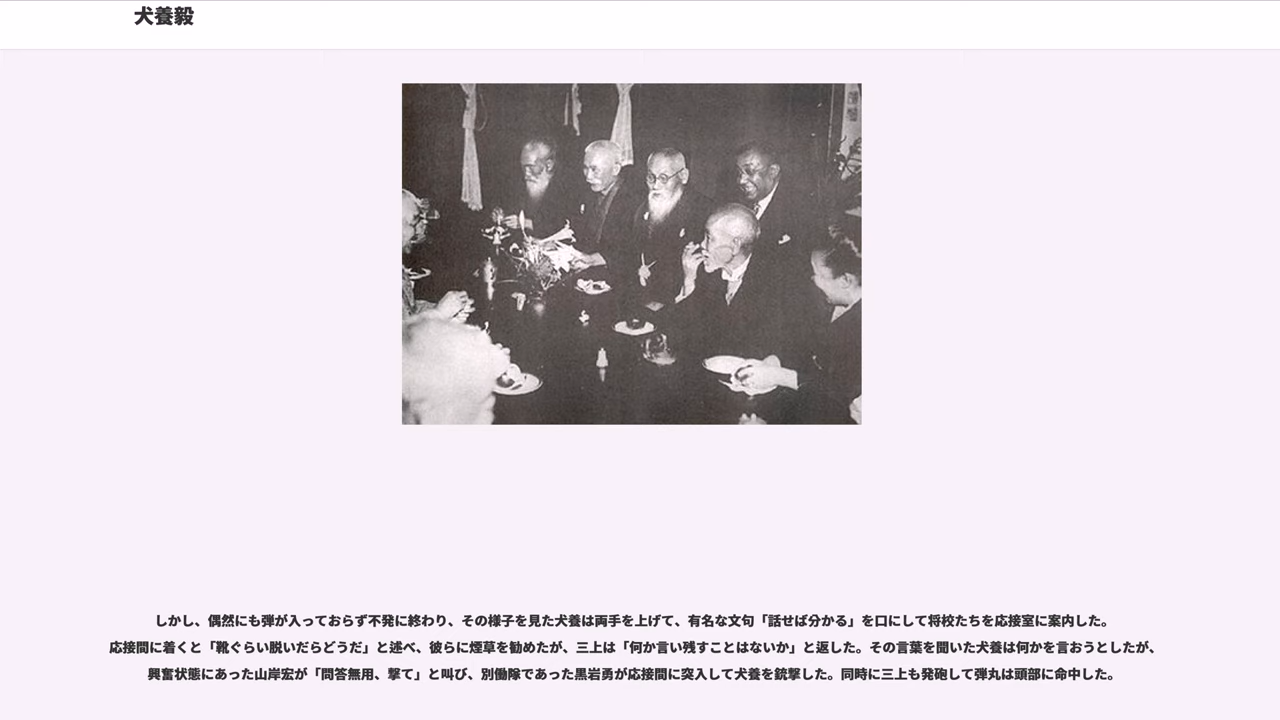 犬養毅
しかし、偶然にも弾が入っておらず不発に終わり、その様子を見た犬養は両手を上げて、有名な文句「話せば分かる」を口にして将校たちを応接室に案内した。
応接間に着くと「靴ぐらい脱いだらどうだ」と述べ、彼らに煙草を勧めたが、三上は「何か言い残すことはないか」と返した。その言葉を聞いた犬養は何かを言おうとしたが、
興奮状態にあった山岸宏が「問答無用、撃て」と叫び、別働隊であった黒岩勇が応接間に突入して犬養を銃撃した。同時に三上も発砲して弾丸は頭部に命中した。